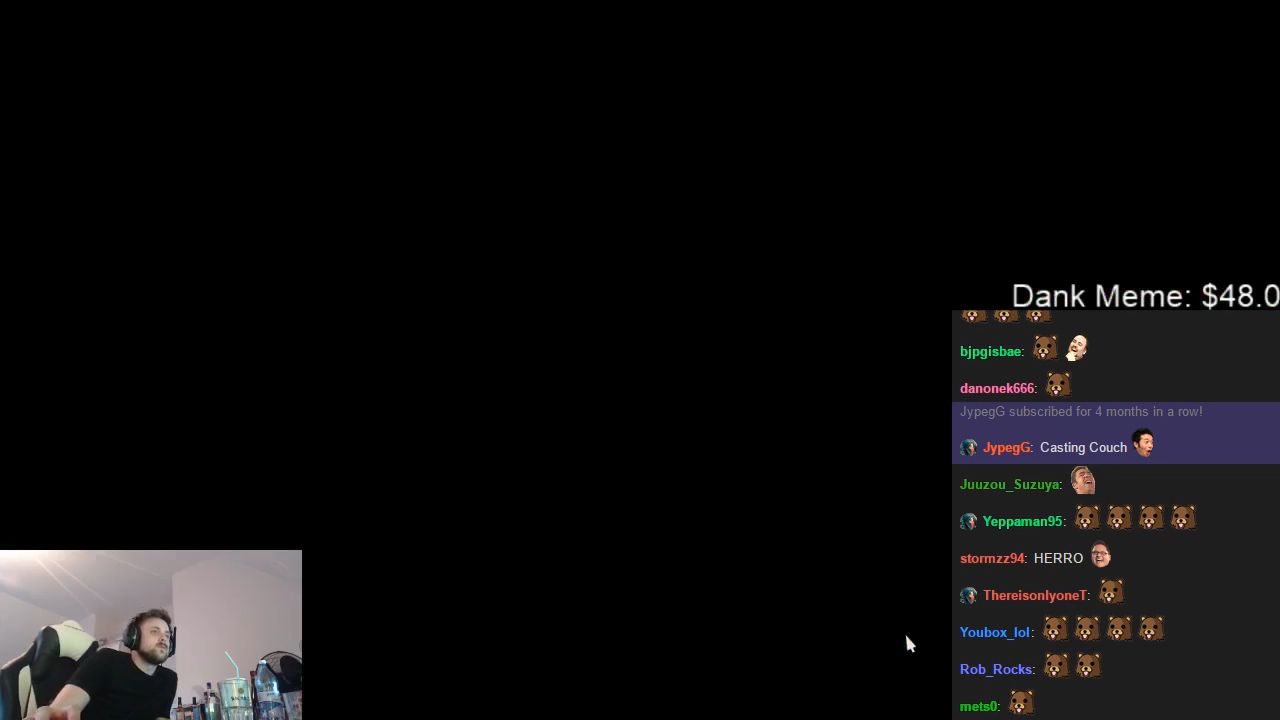 Dank Meme: $48.0
bjpgisbae:
danonek666:
JypegG subscribed for 4 months in a row!
JypegG: Casting Couch
Juuzou_Suzuya:
Yeppaman95:
stormzz94: HERRO
ThereisonlyoneT:
Youbox_lol:
Rob_Rocks:
mets0: